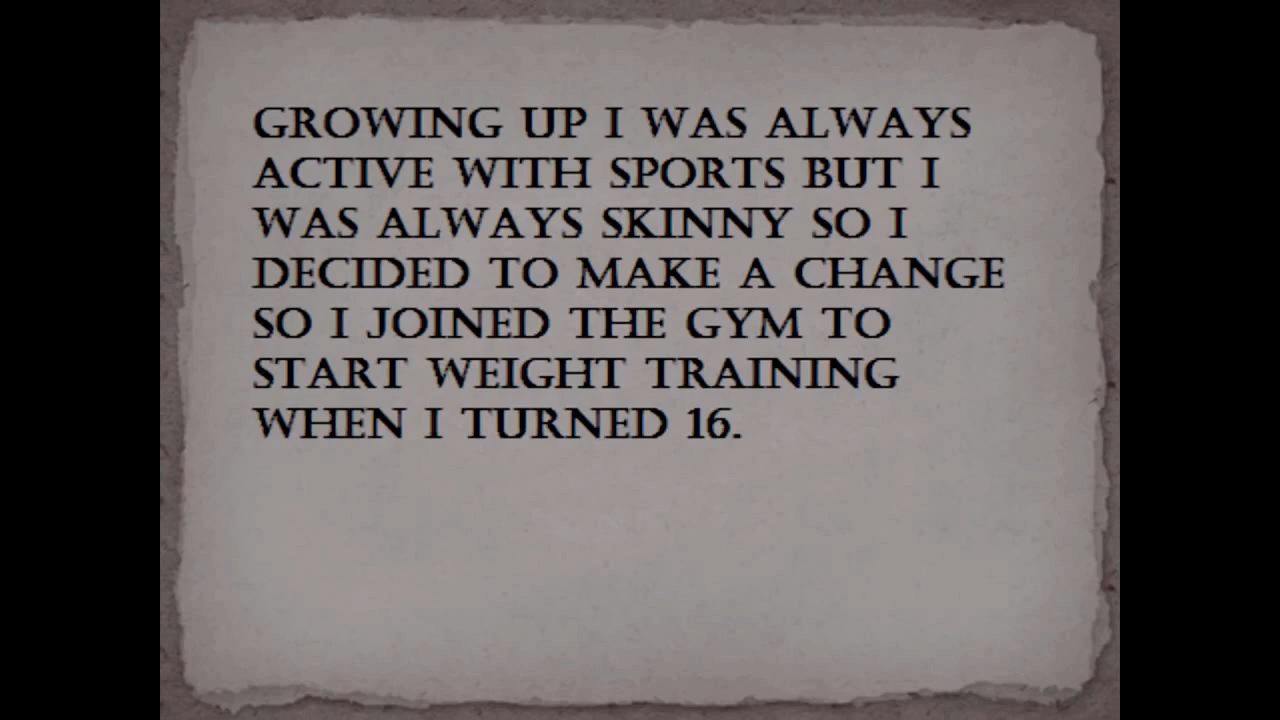 GROWING UP I WAS ALWAYS
ACTIVE WITH SPORTS BUT I
WAS ALWAYS SKINNY SO I
DECIDED TO MAKE A CHANGE
SO I JOINED THE GYM TO
START WEIGHT TRAINING
WHEN I TURNED 16.